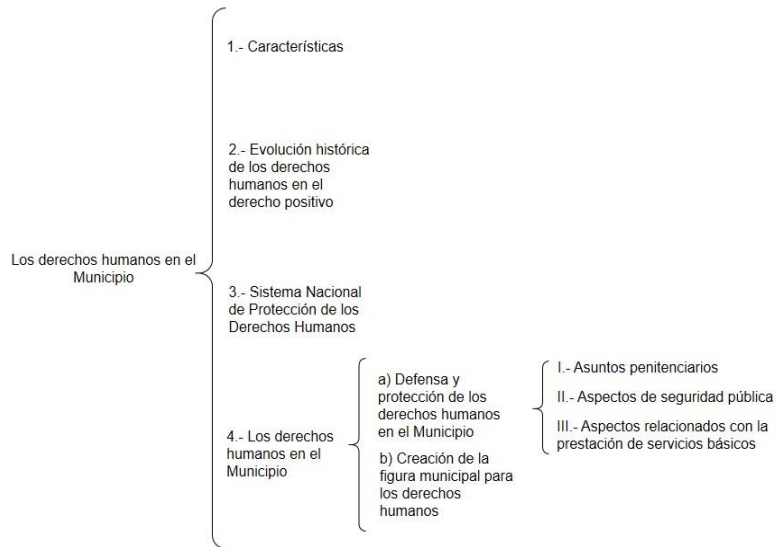 Los derechos humanos en el
Municipio
1.- Características
2.- Evolución histórica
de los derechos
humanos en el
derecho positivo
3.- Sistema Nacional
de Protección de los
Derechos Humanos
4.- Los derechos
humanos en el
Municipio
a) Defensa y
protección de los
derechos humanos
en el Municipio
b) Creación de la
figura municipal para
los derechos
humanos
I.- Asuntos penitenciarios
II.- Aspectos de seguridad pública
III.- Aspectos relacionados con la
prestación de servicios básicos